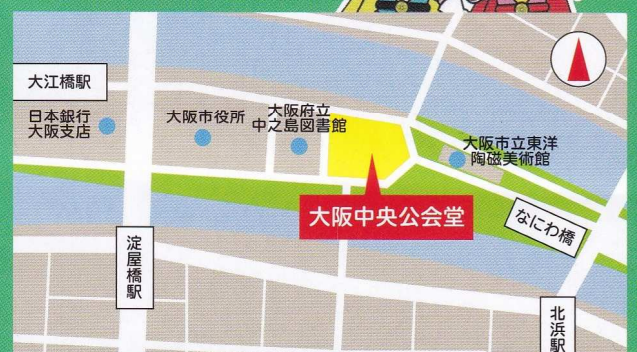 大江橋駅
日本銀行
大阪支店
大阪市役所
大阪府立
中之島図書館
大阪市立東洋
陶磁美術館
大阪中央公会堂
なにわ橋
淀屋橋駅
北浜駅